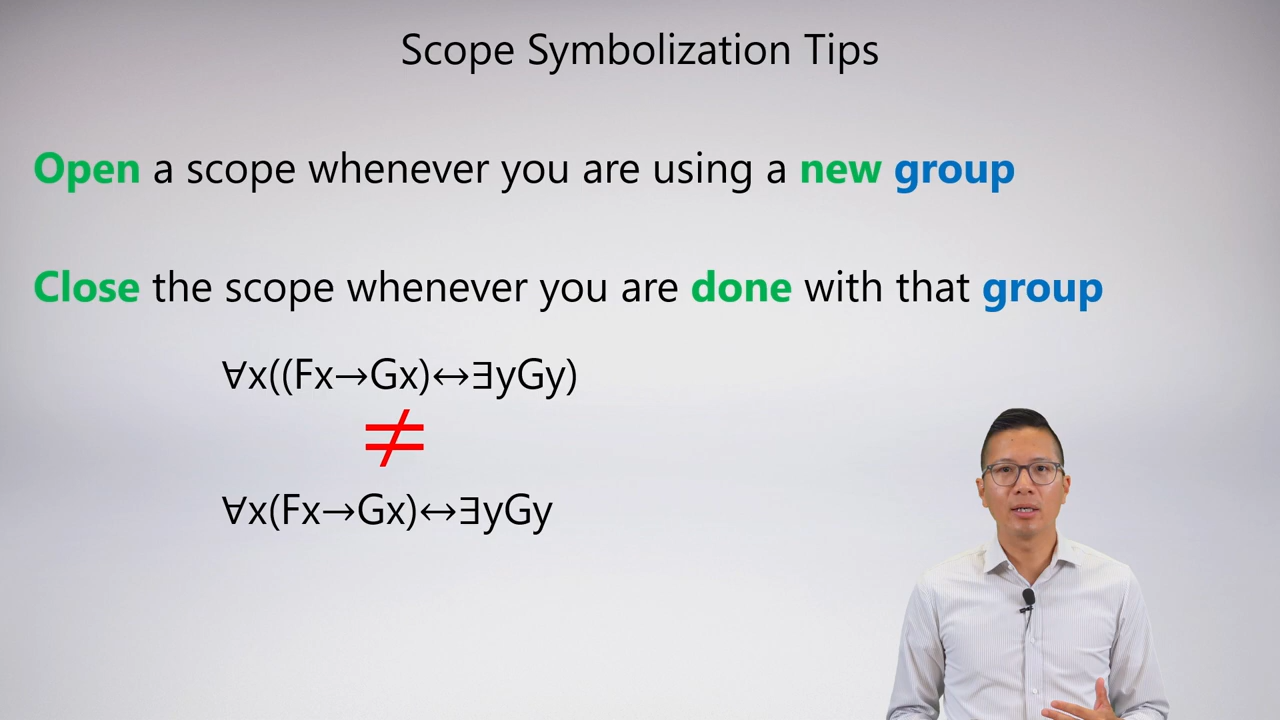 Scope Symbolization Tips
Open a scope whenever you are using a new group
Close the scope whenever you are done with that group
∀x((Fx→Gx)↔∃yGy)
≠
∀x(Fx→Gx)↔∃yGy